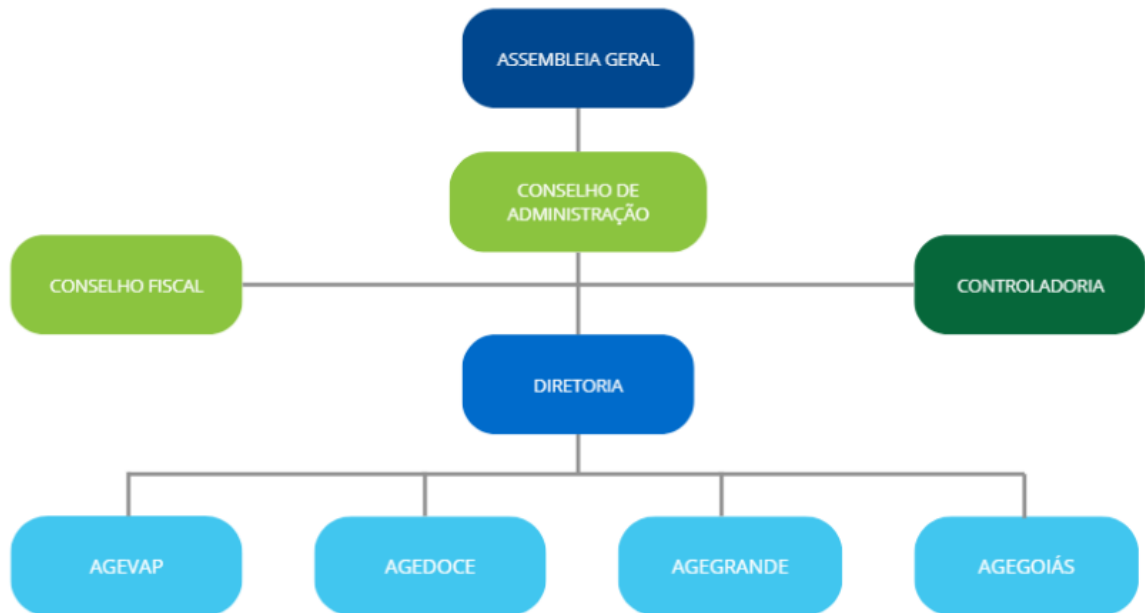 ASSEMBLEIA GERAL
CONSELHO DE
ADMINISTRAÇÃO
CONSELHO FISCAL
CONTROLADORIA
DIRETORIA
AGEVAP
AGEDOCE
AGEGRANDE
AGEGOIÁS